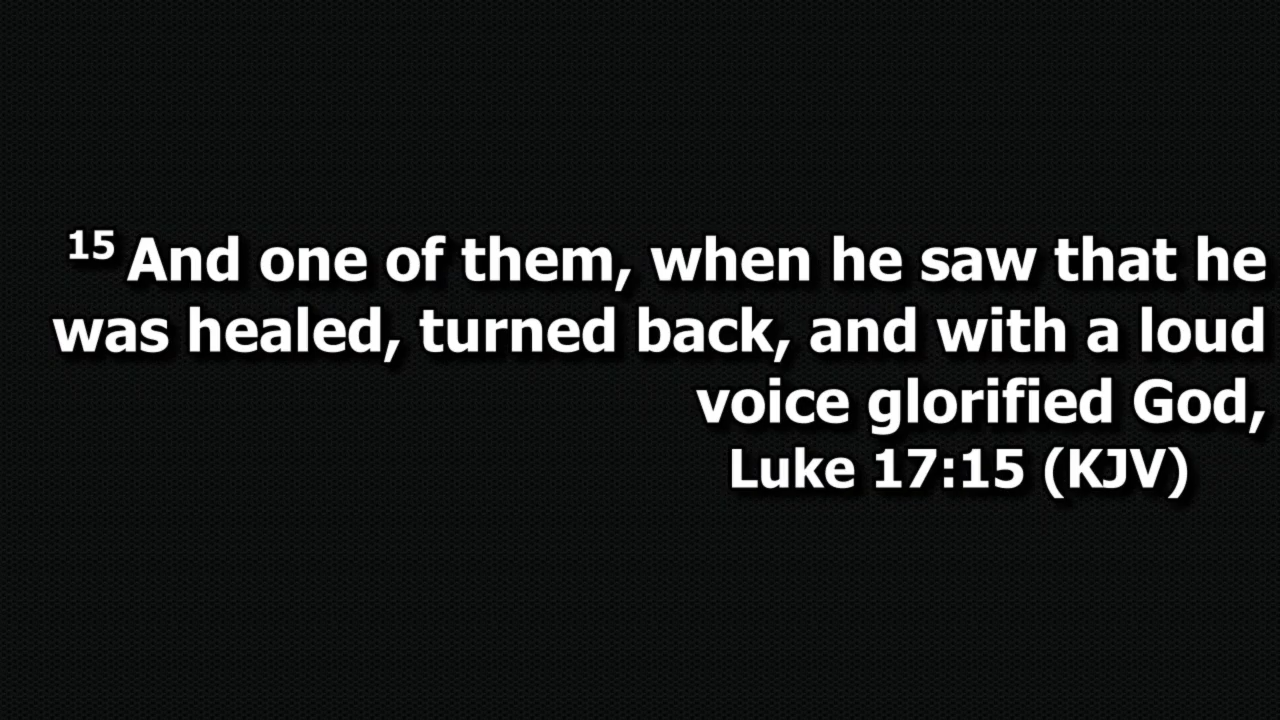 15 And one of them, when he saw that he
was healed, turned back, and with a loud
voice glorified God,
Luke 17:15 (KJV)